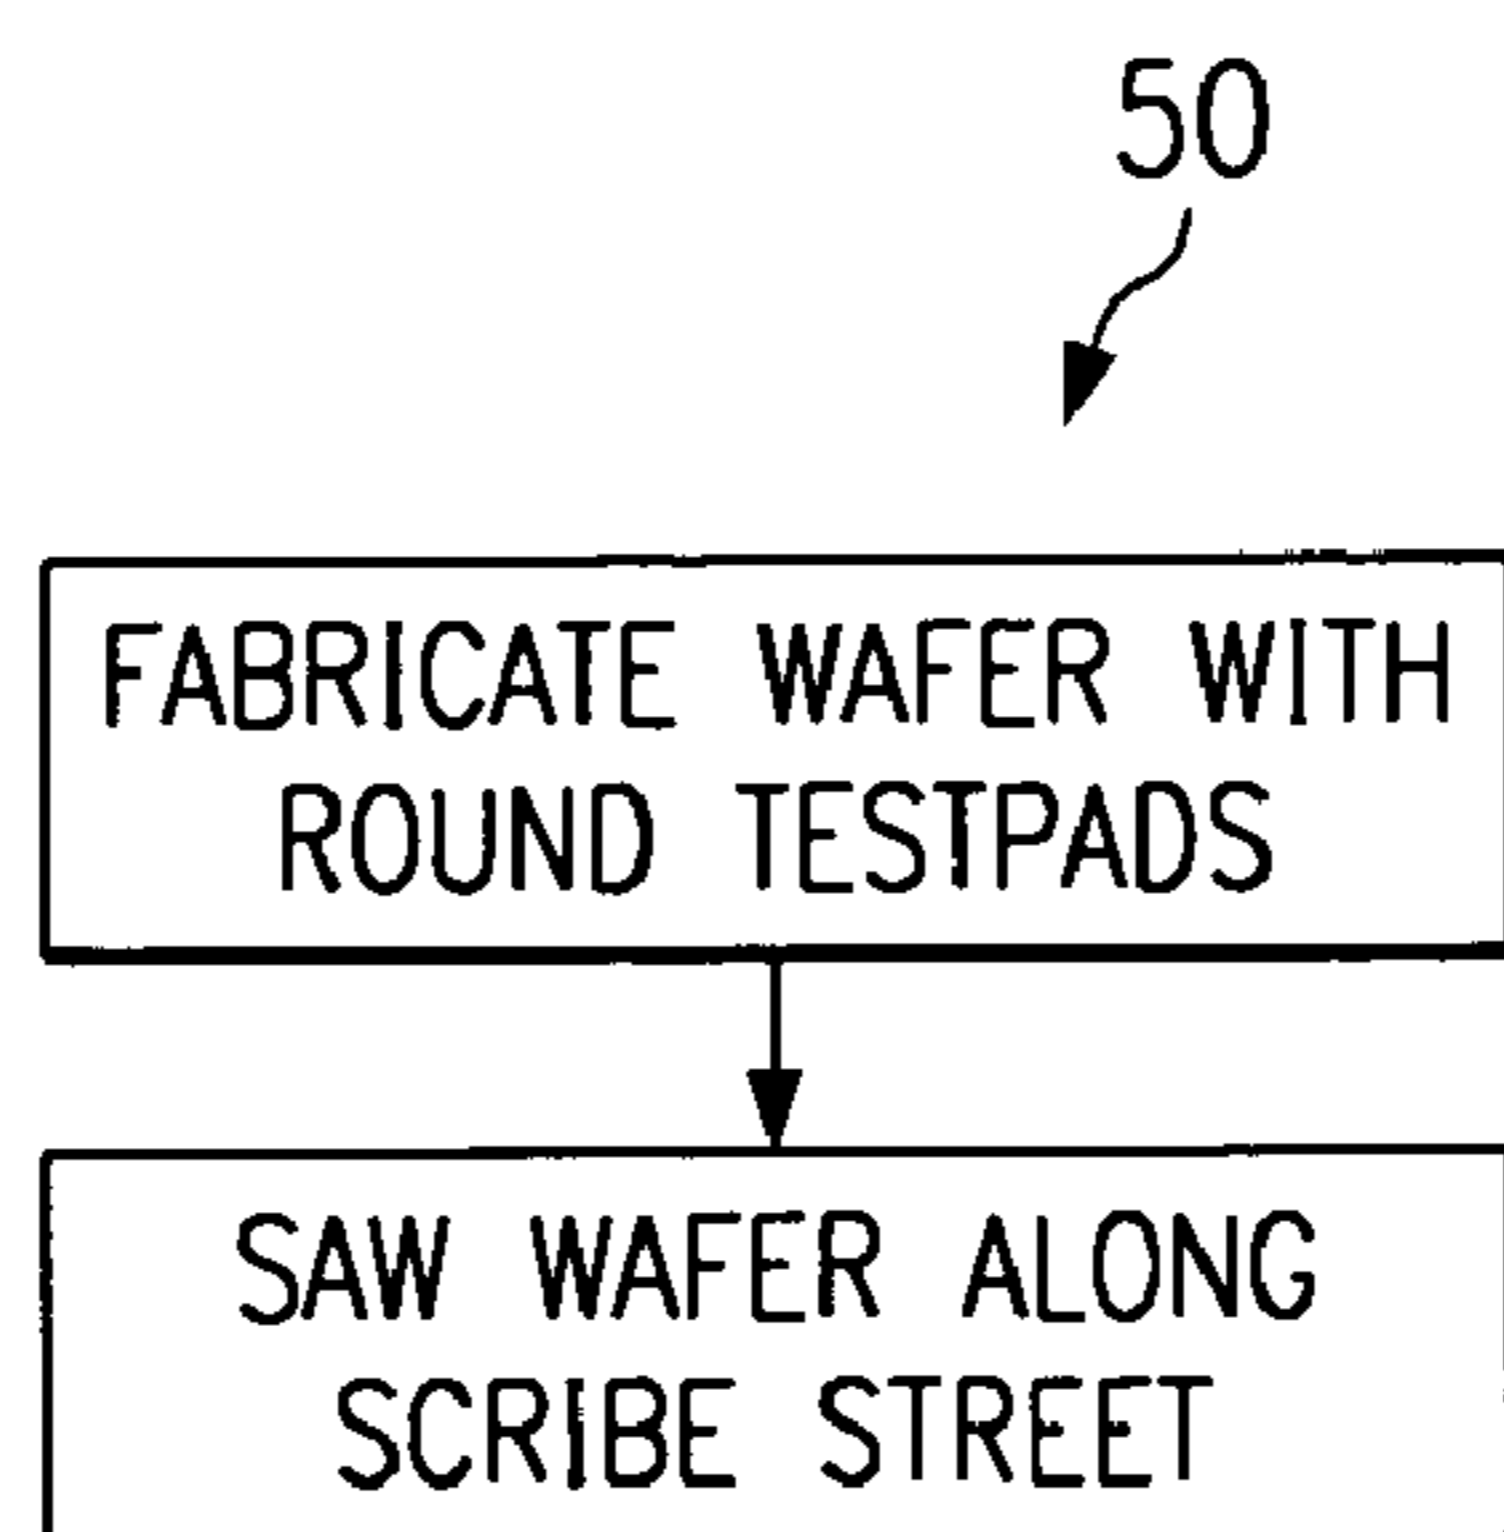 50
FABRICATE WAFER WITH
ROUND TESTPADS
SAW WAFER ALONG
SCRIBE STREET